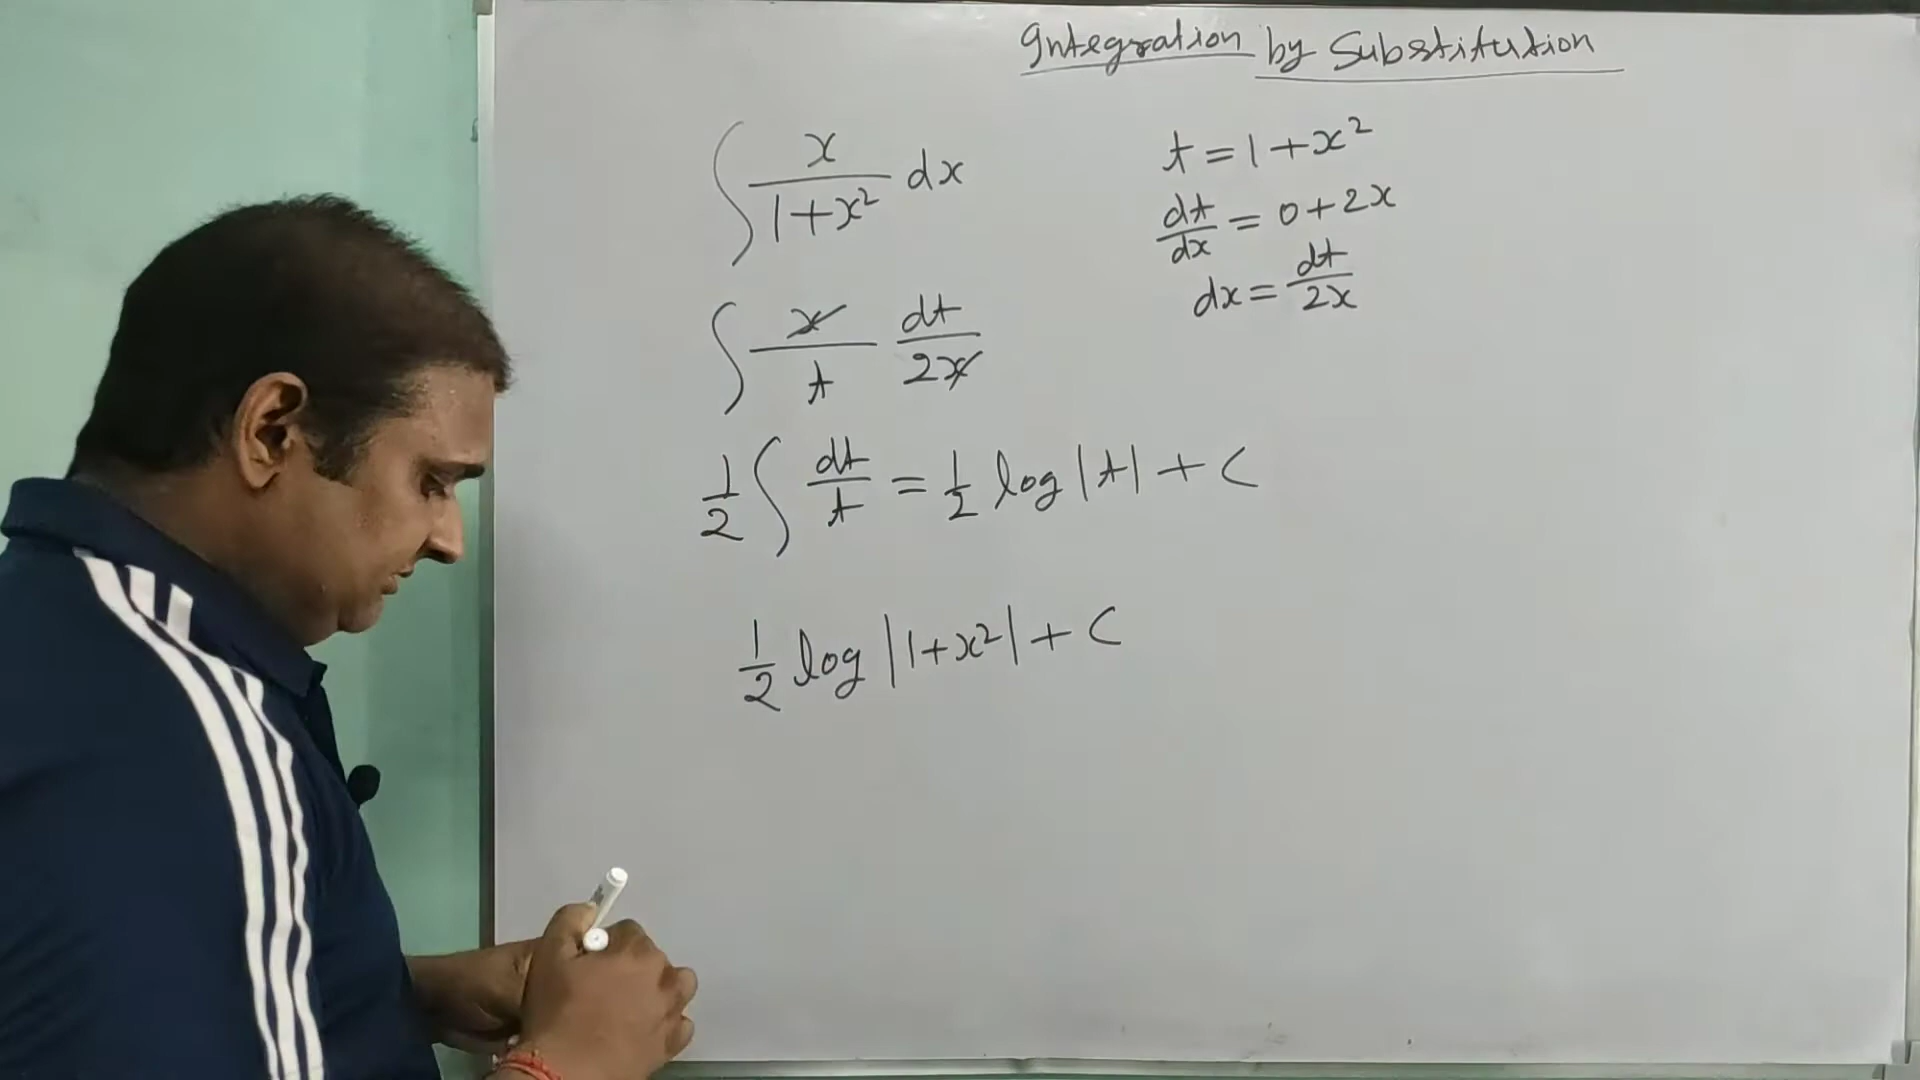 Integration by Substitution
∫ x/(1+x²) dx
t = 1+x²
dt/dx = 0+2x
dx = dt/2x
∫ x/t dt/2x
1/2 ∫ dt/t = 1/2 log|t| + C
1/2 log|1+x²| + C